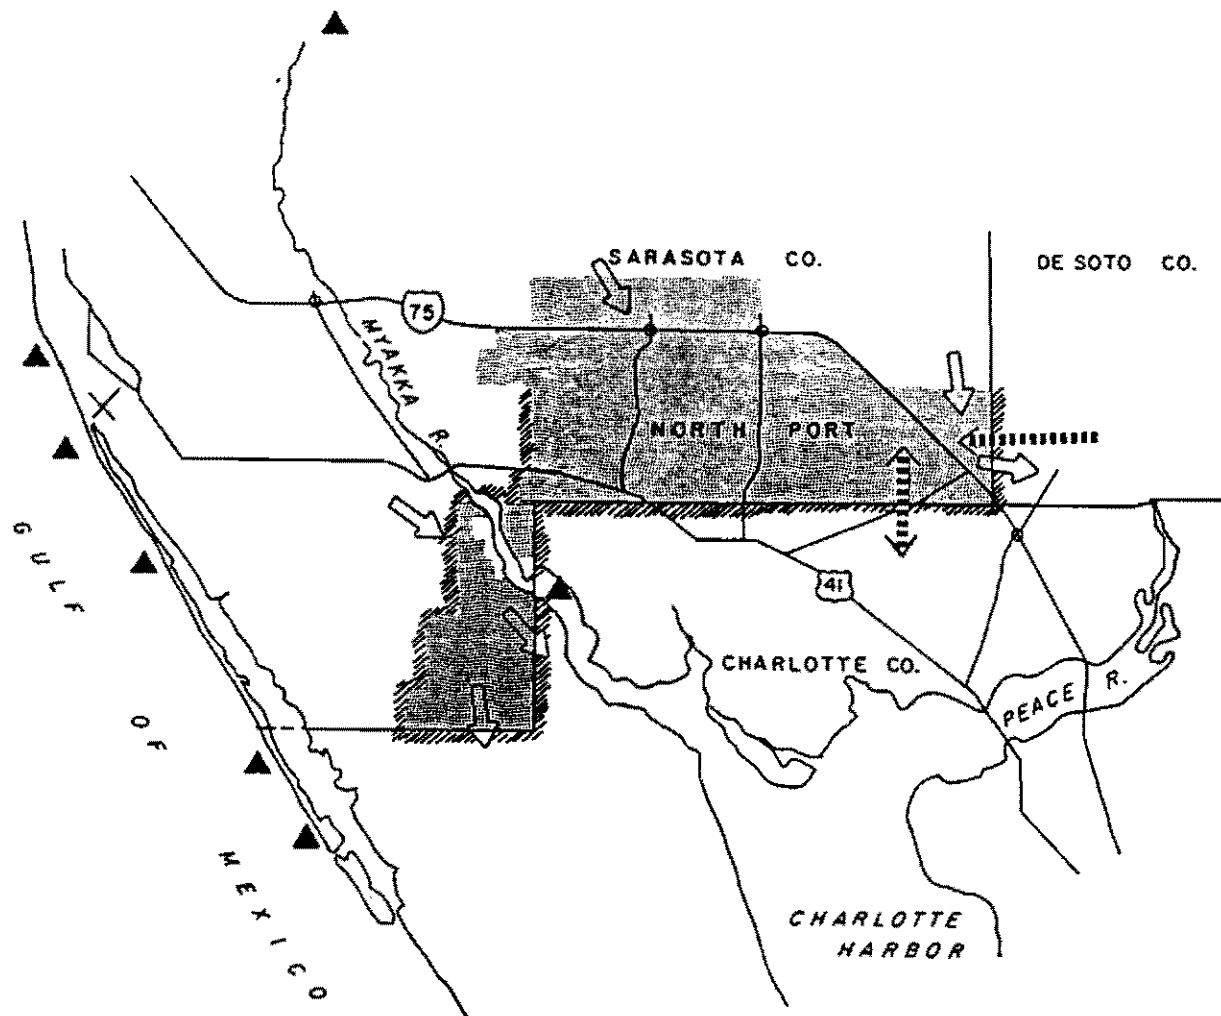 SARASOTA CO.
DE SOTO CO.
75
MYAKKA R.
NORTH PORT
41
GULF OF MEXICO
CHARLOTTE CO.
PEACE R.
CHARLOTTE
HARBOR